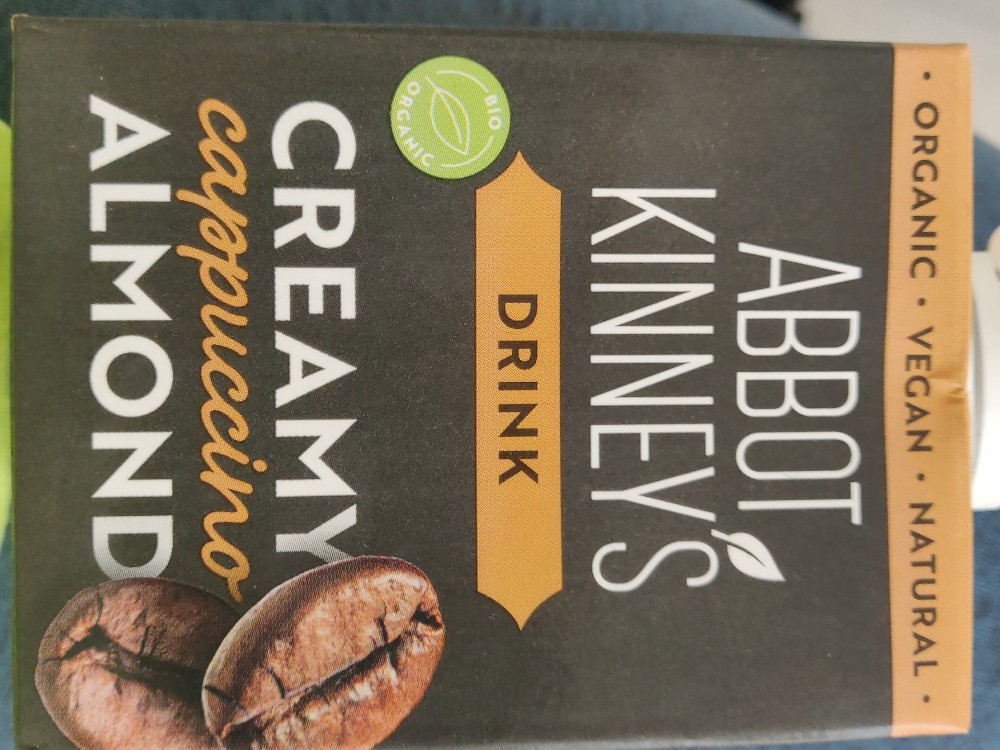 • ORGANIC • VEGAN • NATURAL •
ABBOT
KINNEY'S
DRINK
BIO
ORGANIC
CREAMY
cappuccino
ALMOND